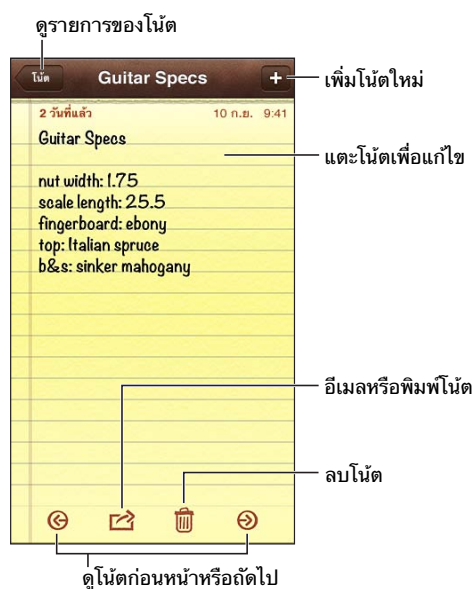 ดูรายการของโน้ต
โน้ต Guitar Specs + เพิ่มโน้ตใหม่
2 วันที่แล้ว 10 ก.ย. 9:41
Guitar Specs
แตะโน้ตเพื่อแก้ไข
nut width: 1.75
scale length: 25.5
fingerboard: ebony
top: Italian spruce
b&s: sinker mahogany
อีเมลหรือพิมพ์โน้ต
ลบโน้ต
ดูโน้ตก่อนหน้าหรือถัดไป